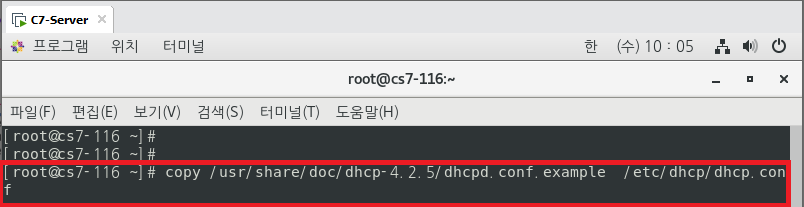 C7-Server ×
프로그램 위치 터미널 한 (수) 10 : 05
root@cs7-116:~
파일(F) 편집(E) 보기(V) 검색(S) 터미널(T) 도움말(H)
[root@cs7-116 ~]#
[root@cs7-116 ~]#
[root@cs7-116 ~]# copy /usr/share/doc/dhcp-4.2.5/dhcpd.conf.example  /etc/dhcp/dhcp.con
f